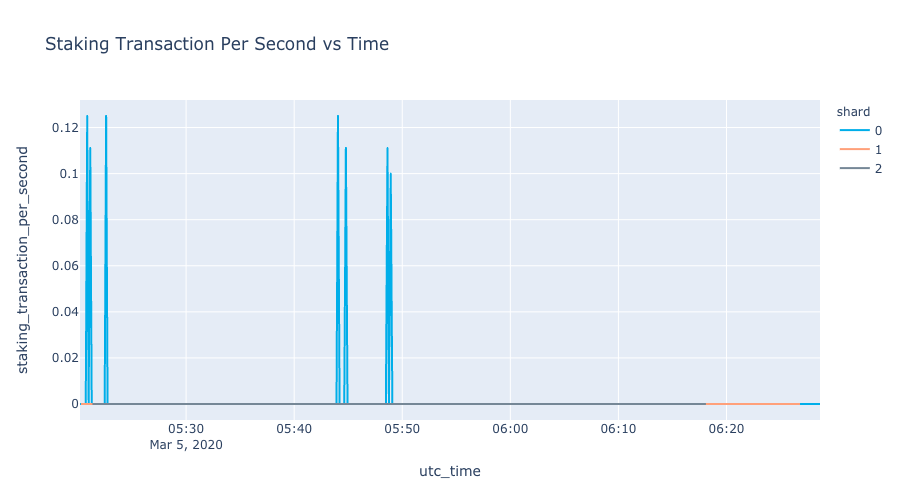 Staking Transaction Per Second vs Time
staking_transaction_per_second
0.12
0.1
0.08
0.06
0.04
0.02
0
05:30 05:40 05:50 06:00 06:10 06:20
Mar 5, 2020
utc_time
shard
0
1
2